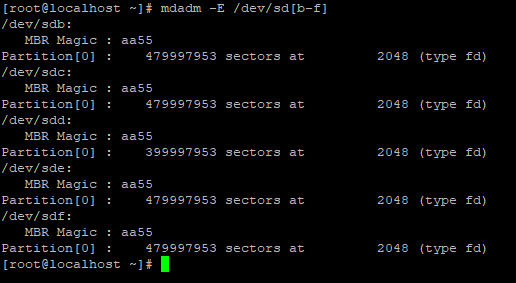 [root@localhost ~]# mdadm -E /dev/sd[b-f]
/dev/sdb:
   MBR Magic : aa55
Partition[0] :    479997953 sectors at         2048 (type fd)
/dev/sdc:
   MBR Magic : aa55
Partition[0] :    479997953 sectors at         2048 (type fd)
/dev/sdd:
   MBR Magic : aa55
Partition[0] :    399997953 sectors at         2048 (type fd)
/dev/sde:
   MBR Magic : aa55
Partition[0] :    479997953 sectors at         2048 (type fd)
/dev/sdf:
   MBR Magic : aa55
Partition[0] :    479997953 sectors at         2048 (type fd)
[root@localhost ~]#